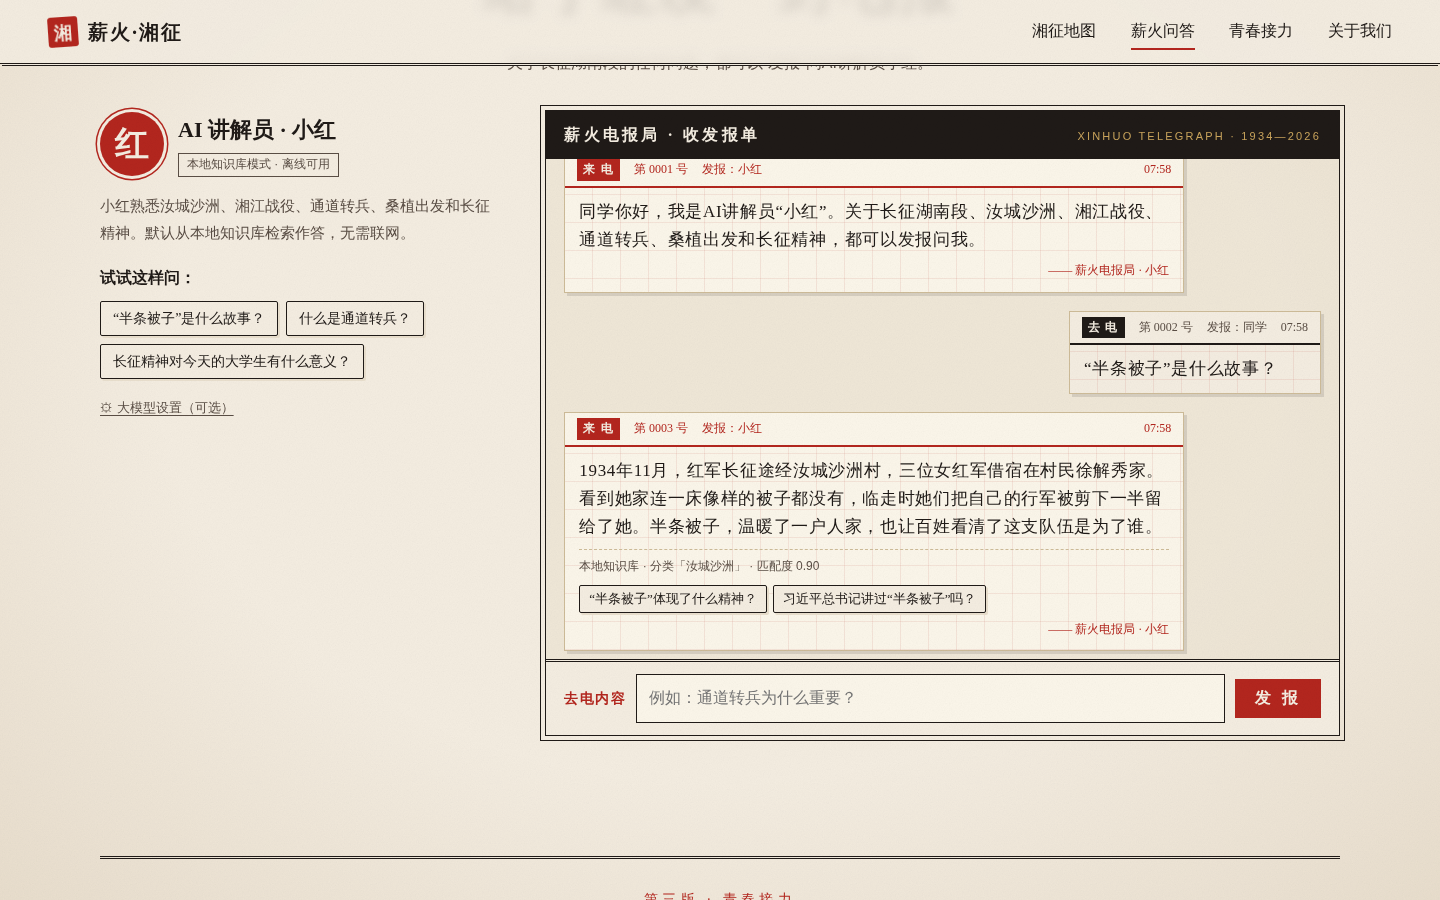 湘 薪火·湘征
湘征地图 薪火问答 青春接力 关于我们
红
AI 讲解员 · 小红
本地知识库模式 · 离线可用
小红熟悉汝城沙洲、湘江战役、通道转兵、桑植出发和长征
精神。默认从本地知识库检索作答，无需联网。
试试这样问：
“半条被子”是什么故事？
什么是通道转兵？
长征精神对今天的大学生有什么意义？
大模型设置（可选）
薪火电报局 · 收发报单
XINHUO TELEGRAPH · 1934—2026
来电 第 0001 号 发报：小红 07:58
同学你好，我是AI讲解员“小红”。关于长征湖南段、汝城沙洲、湘江战役、
通道转兵、桑植出发和长征精神，都可以发报问我。
—— 薪火电报局 · 小红
去电 第 0002 号 发报：同学 07:58
“半条被子”是什么故事？
来电 第 0003 号 发报：小红 07:58
1934年11月，红军长征途经汝城沙洲村，三位女红军借宿在村民徐解秀家。
看到她家连一床像样的被子都没有，临走时她们把自己的行军被剪下一半留
给了她。半条被子，温暖了一户人家，也让百姓看清了这支队伍是为了谁。
本地知识库 · 分类「汝城沙洲」 · 匹配度 0.90
“半条被子”体现了什么精神？
习近平总书记讲过“半条被子”吗？
—— 薪火电报局 · 小红
去电内容
例如：通道转兵为什么重要？
发 报
第三版 · 青春接力